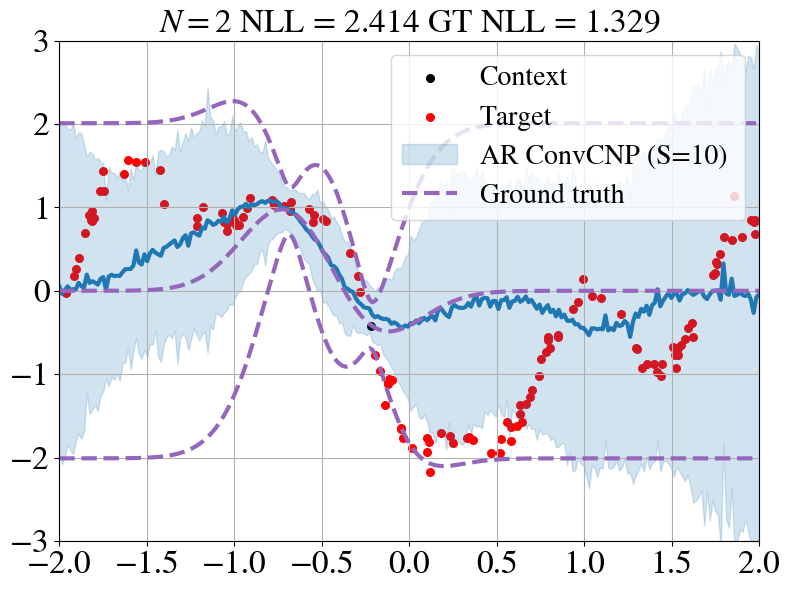 N = 2 NLL = 2.414 GT NLL = 1.329
3
2
1
0
−1
−2
−3
Context
Target
AR ConvCNP (S=10)
Ground truth
−2.0 −1.5 −1.0 −0.5 0.0 0.5 1.0 1.5 2.0